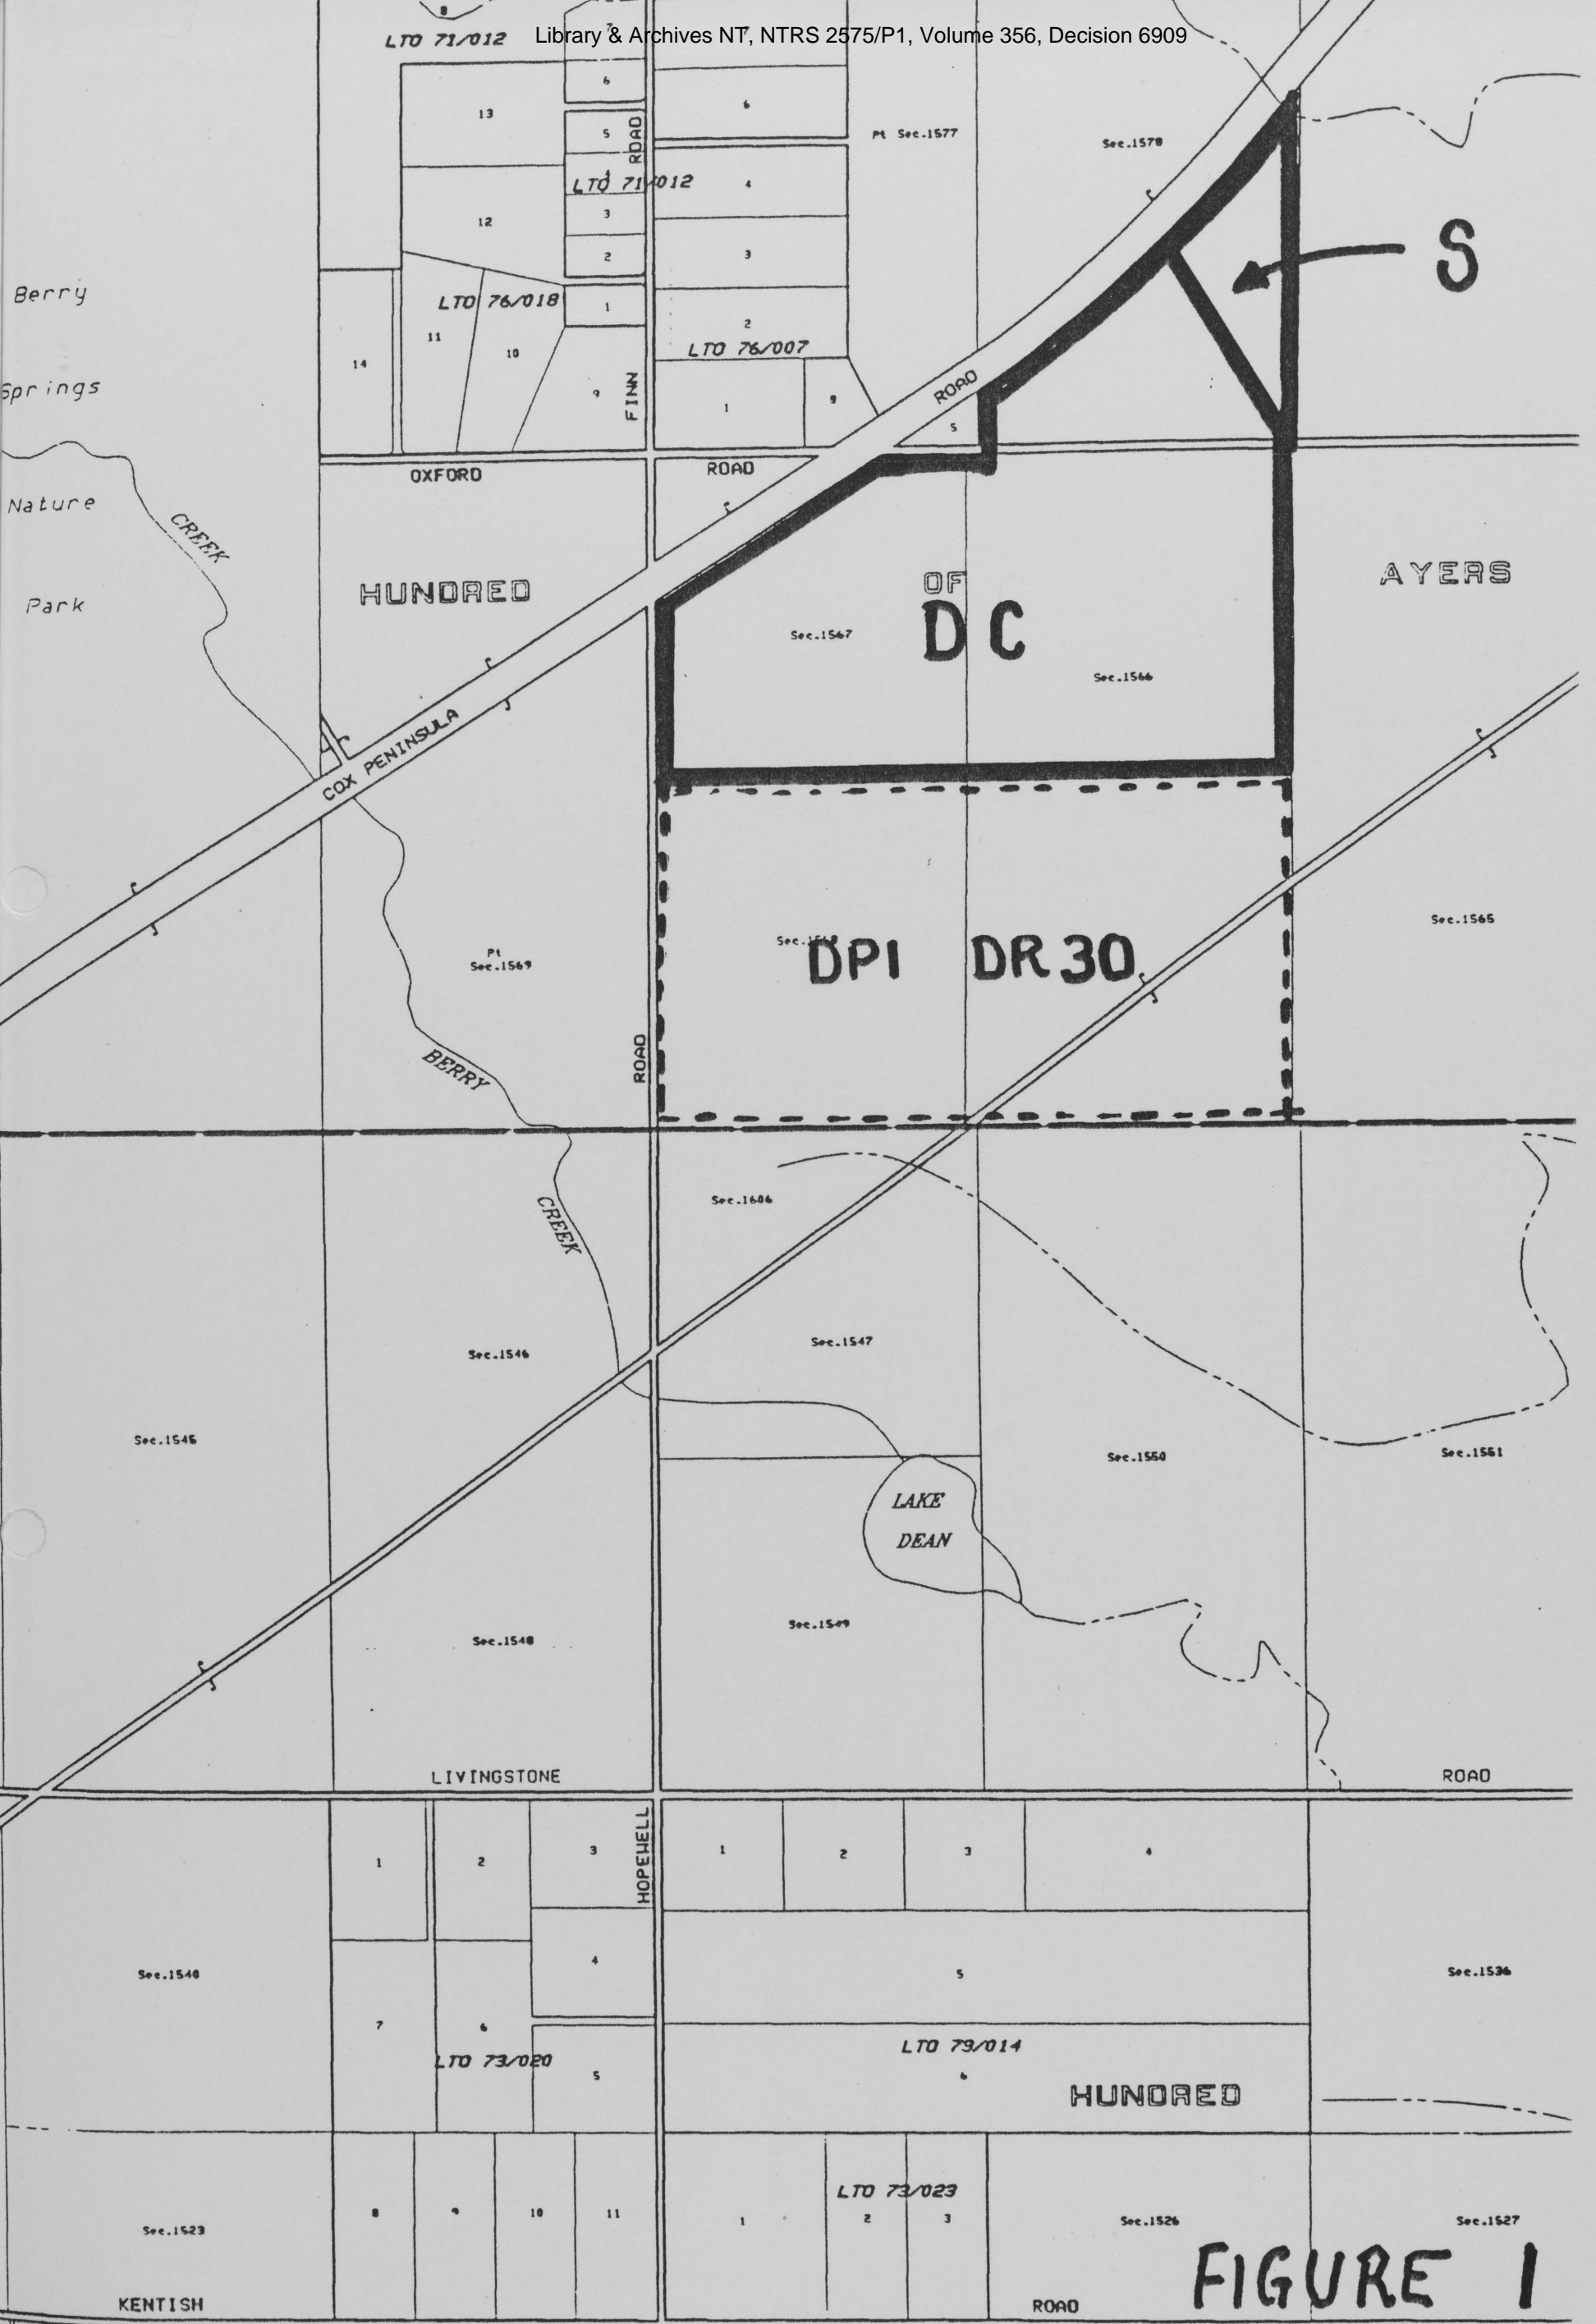 8
LTO 71/012
Library & Archives NT, NTRS 2575/P1, Volume 356, Decision 6909
7
7
6
13
6
5
ROAD
Pt Sec.1577
Sec.1578
LTO 71/012
4
4
12
3
2
3
S
Berry
LTO 76/018
1
2
LTO 76/007
11
10
14
Springs
9
FINN
1
9
ROAD
5
OXFORD
ROAD
Nature
CREEK
HUNDRED
OF
AYERS
Park
Sec.1567
DC
Sec.1566
COX PENINSULA
Sec.1565
DPI DR30
Pt
Sec.1569
ROAD
BERRY
Sec.1606
CREEK
Sec.1547
Sec.1546
Sec.1545
Sec.1550
Sec.1551
LAKE
DEAN
Sec.1549
Sec.1548
LIVINGSTONE
ROAD
HOPEWELL
1
2
3
1
2
3
4
4
5
Sec.1540
Sec.1536
7
6
LTO 73/020
5
LTO 79/014
6
HUNDRED
LTO 73/023
8
9
10
11
1
2
3
Sec.1523
Sec.1526
Sec.1527
FIGURE 1
KENTISH
ROAD